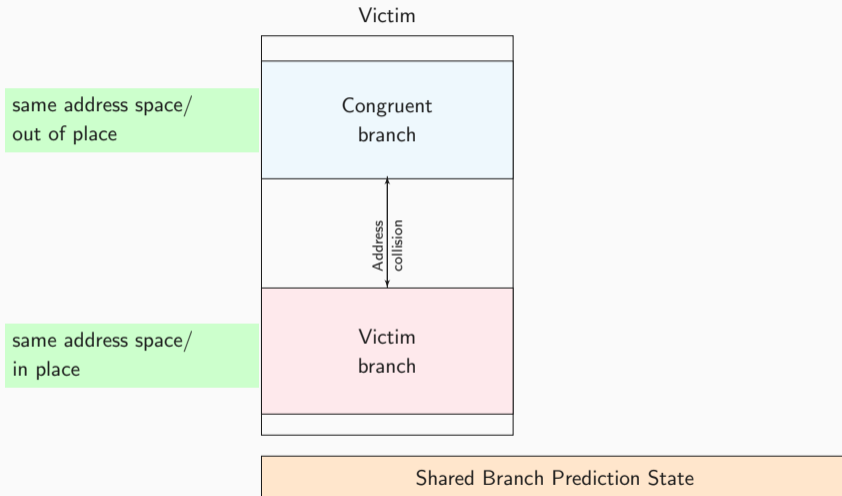 Victim
same address space/
out of place
Congruent
branch
Address
collision
same address space/
in place
Victim
branch
Shared Branch Prediction State